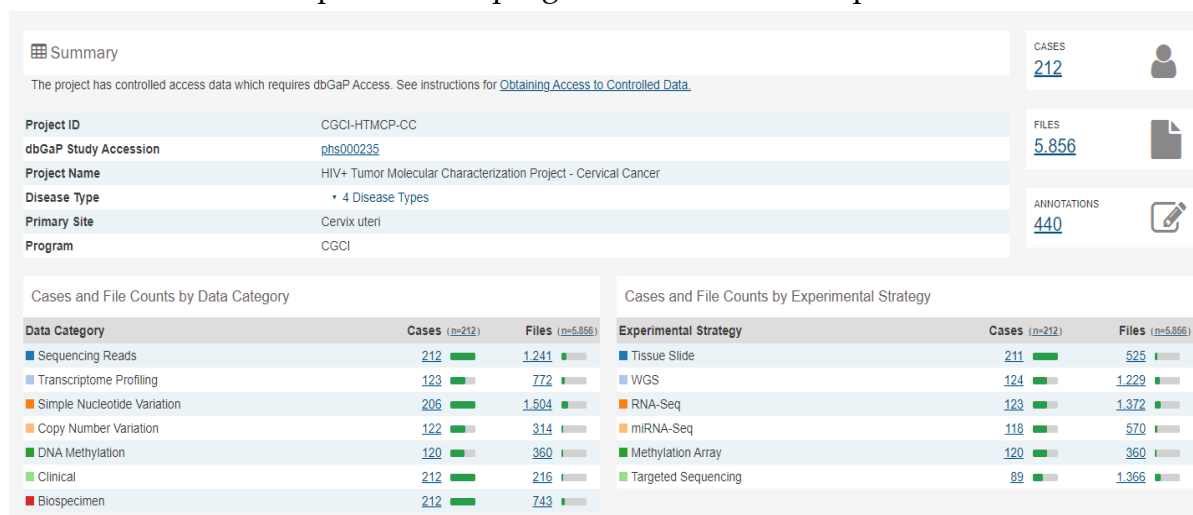 Summary
The project has controlled access data which requires dbGaP Access. See instructions for Obtaining Access to Controlled Data.
Project ID CGCI-HTMCP-CC
dbGaP Study Accession phs000235
Project Name HIV+ Tumor Molecular Characterization Project - Cervical Cancer
Disease Type 4 Disease Types
Primary Site Cervix uteri
Program CGCI
CASES
212
FILES
5.856
ANNOTATIONS
440
Cases and File Counts by Data Category
Data Category Cases (n=212) Files (n=5.856)
Sequencing Reads 212 1.241
Transcriptome Profiling 123 772
Simple Nucleotide Variation 206 1.504
Copy Number Variation 122 314
DNA Methylation 120 360
Clinical 212 216
Biospecimen 212 743
Cases and File Counts by Experimental Strategy
Experimental Strategy Cases (n=212) Files (n=5.856)
Tissue Slide 211 525
WGS 124 1.229
RNA-Seq 123 1.372
miRNA-Seq 118 570
Methylation Array 120 360
Targeted Sequencing 89 1.366